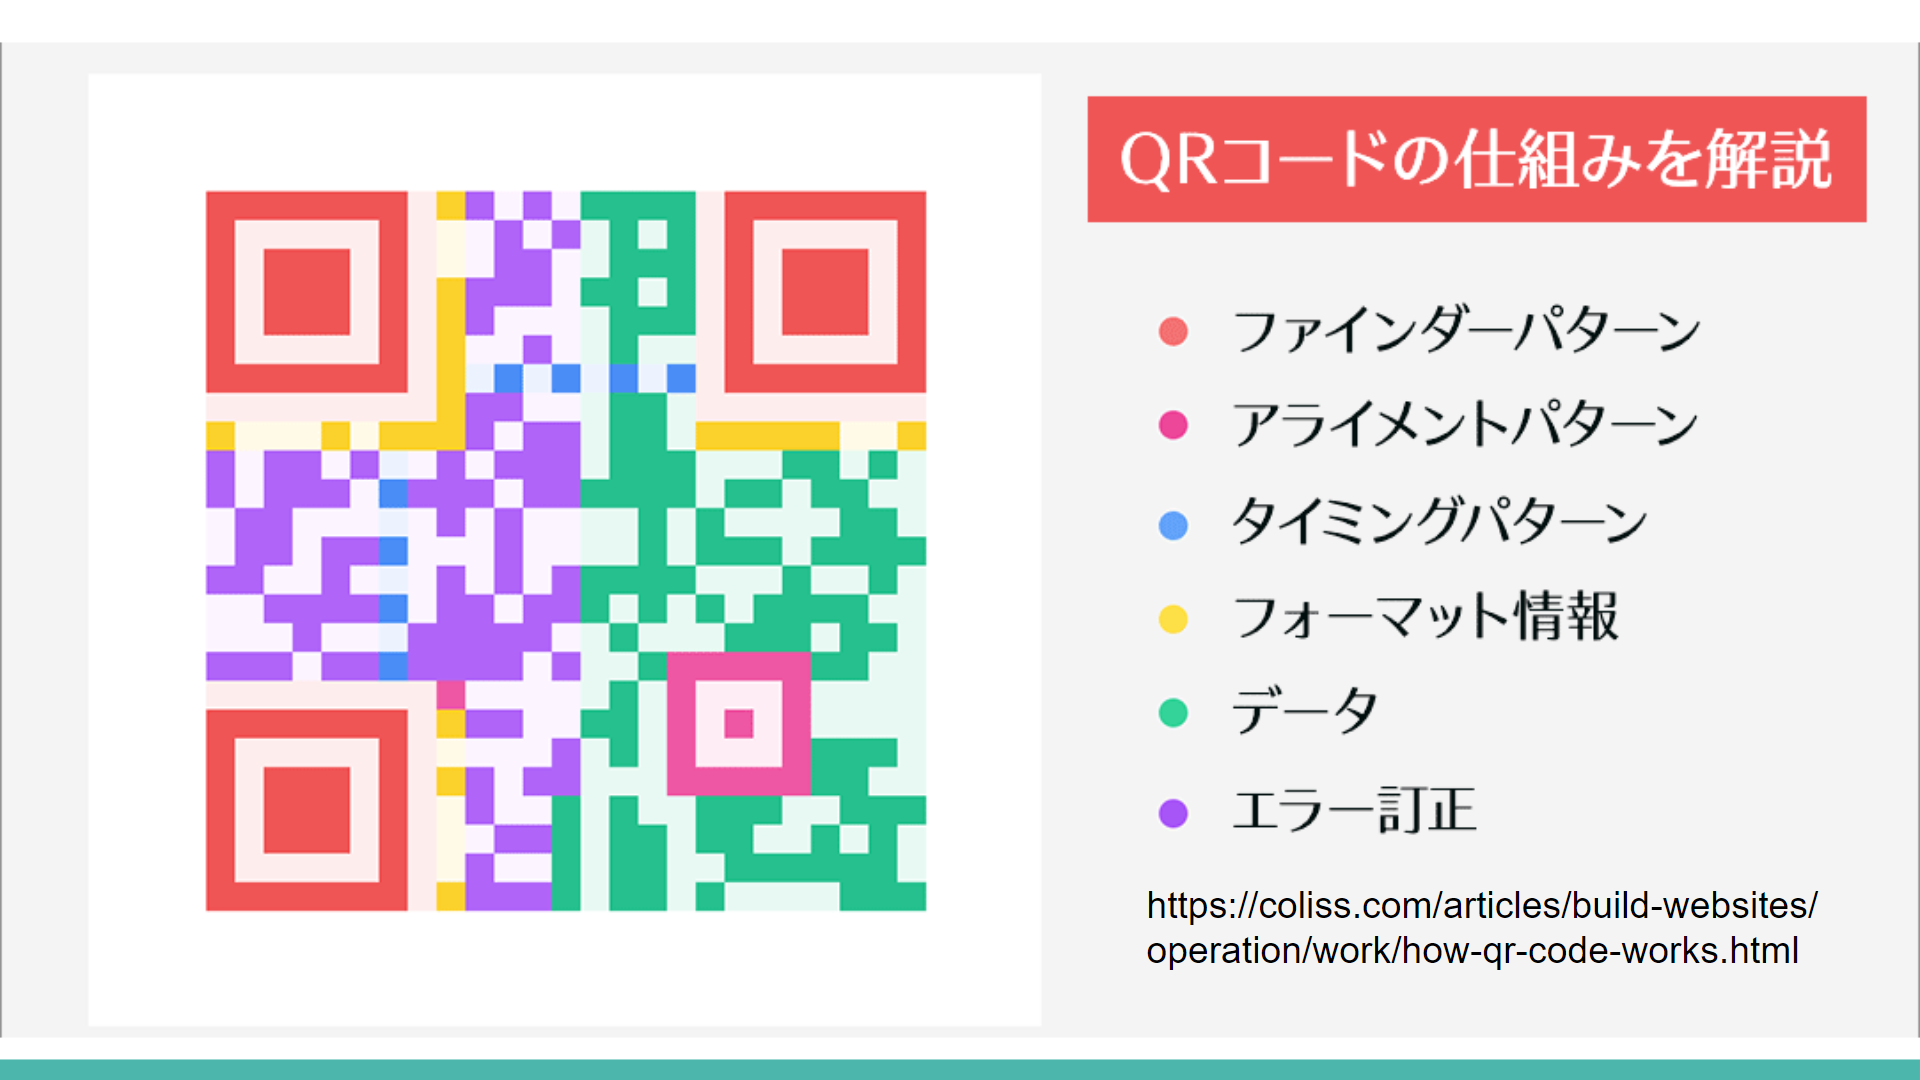 QRコードの仕組みを解説
ファインダーパターン
アライメントパターン
タイミングパターン
フォーマット情報
データ
エラー訂正
https://coliss.com/articles/build-websites/
operation/work/how-qr-code-works.html